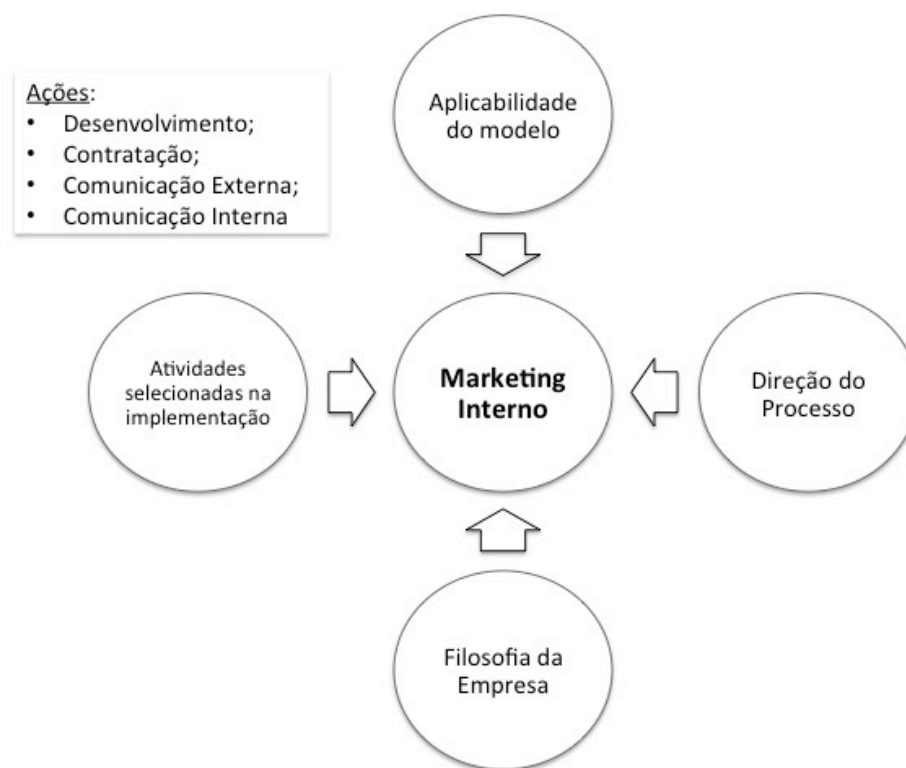 Ações:
• Desenvolvimento;
• Contratação;
• Comunicação Externa;
• Comunicação Interna
Aplicabilidade
do modelo
Atividades
selecionadas na
implementação
Marketing
Interno
Direção do
Processo
Filosofia da
Empresa